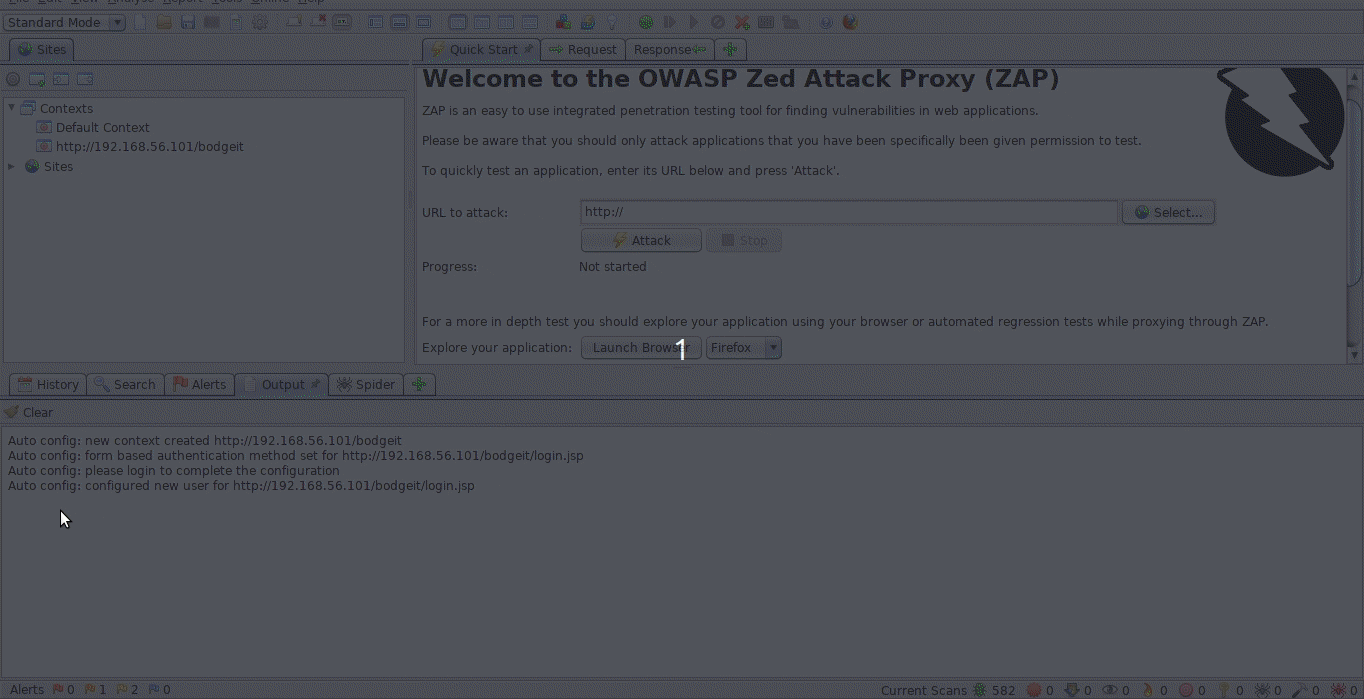 File Edit View Analyse Report Tools Online Help
Standard Mode
Sites
Quick Start Request Response
Contexts
Default Context
http://192.168.56.101/bodgeit
Sites
Welcome to the OWASP Zed Attack Proxy (ZAP)
ZAP is an easy to use integrated penetration testing tool for finding vulnerabilities in web applications.
Please be aware that you should only attack applications that you have been specifically been given permission to test.
To quickly test an application, enter its URL below and press 'Attack'.
URL to attack: http:// Select...
Attack Stop
Progress: Not started
For a more in depth test you should explore your application using your browser or automated regression tests while proxying through ZAP.
Explore your application: Launch Browser Firefox
1
History Search Alerts Output Spider
Clear
Auto config: new context created http://192.168.56.101/bodgeit
Auto config: form based authentication method set for http://192.168.56.101/bodgeit/login.jsp
Auto config: please login to complete the configuration
Auto config: configured new user for http://192.168.56.101/bodgeit/login.jsp
Alerts 0 1 2 0 Current Scans 582 0 0 0 0 0 0 0 0 0